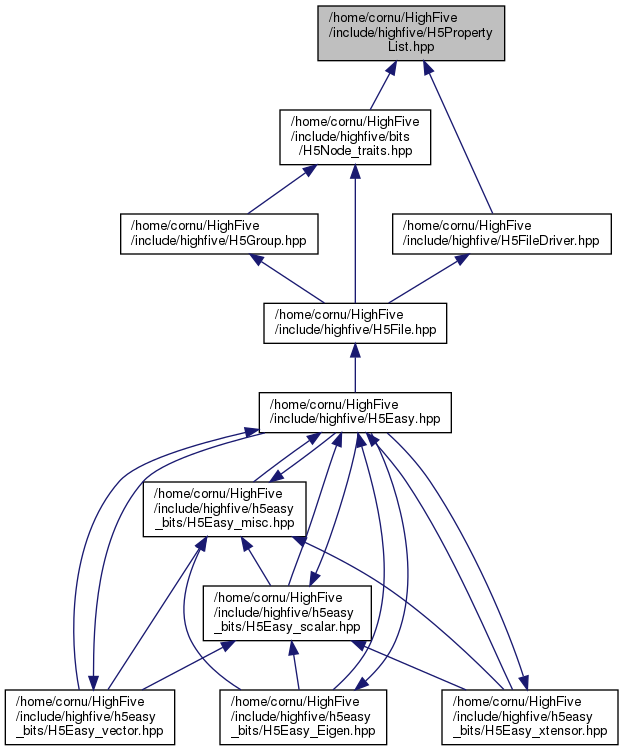 /home/cornu/HighFive
/include/highfive/H5Property
List.hpp
/home/cornu/HighFive
/include/highfive/bits
/H5Node_traits.hpp
/home/cornu/HighFive
/include/highfive/H5Group.hpp
/home/cornu/HighFive
/include/highfive/H5FileDriver.hpp
/home/cornu/HighFive
/include/highfive/H5File.hpp
/home/cornu/HighFive
/include/highfive/H5Easy.hpp
/home/cornu/HighFive
/include/highfive/h5easy
_bits/H5Easy_misc.hpp
/home/cornu/HighFive
/include/highfive/h5easy
_bits/H5Easy_scalar.hpp
/home/cornu/HighFive
/include/highfive/h5easy
_bits/H5Easy_vector.hpp
/home/cornu/HighFive
/include/highfive/h5easy
_bits/H5Easy_Eigen.hpp
/home/cornu/HighFive
/include/highfive/h5easy
_bits/H5Easy_xtensor.hpp